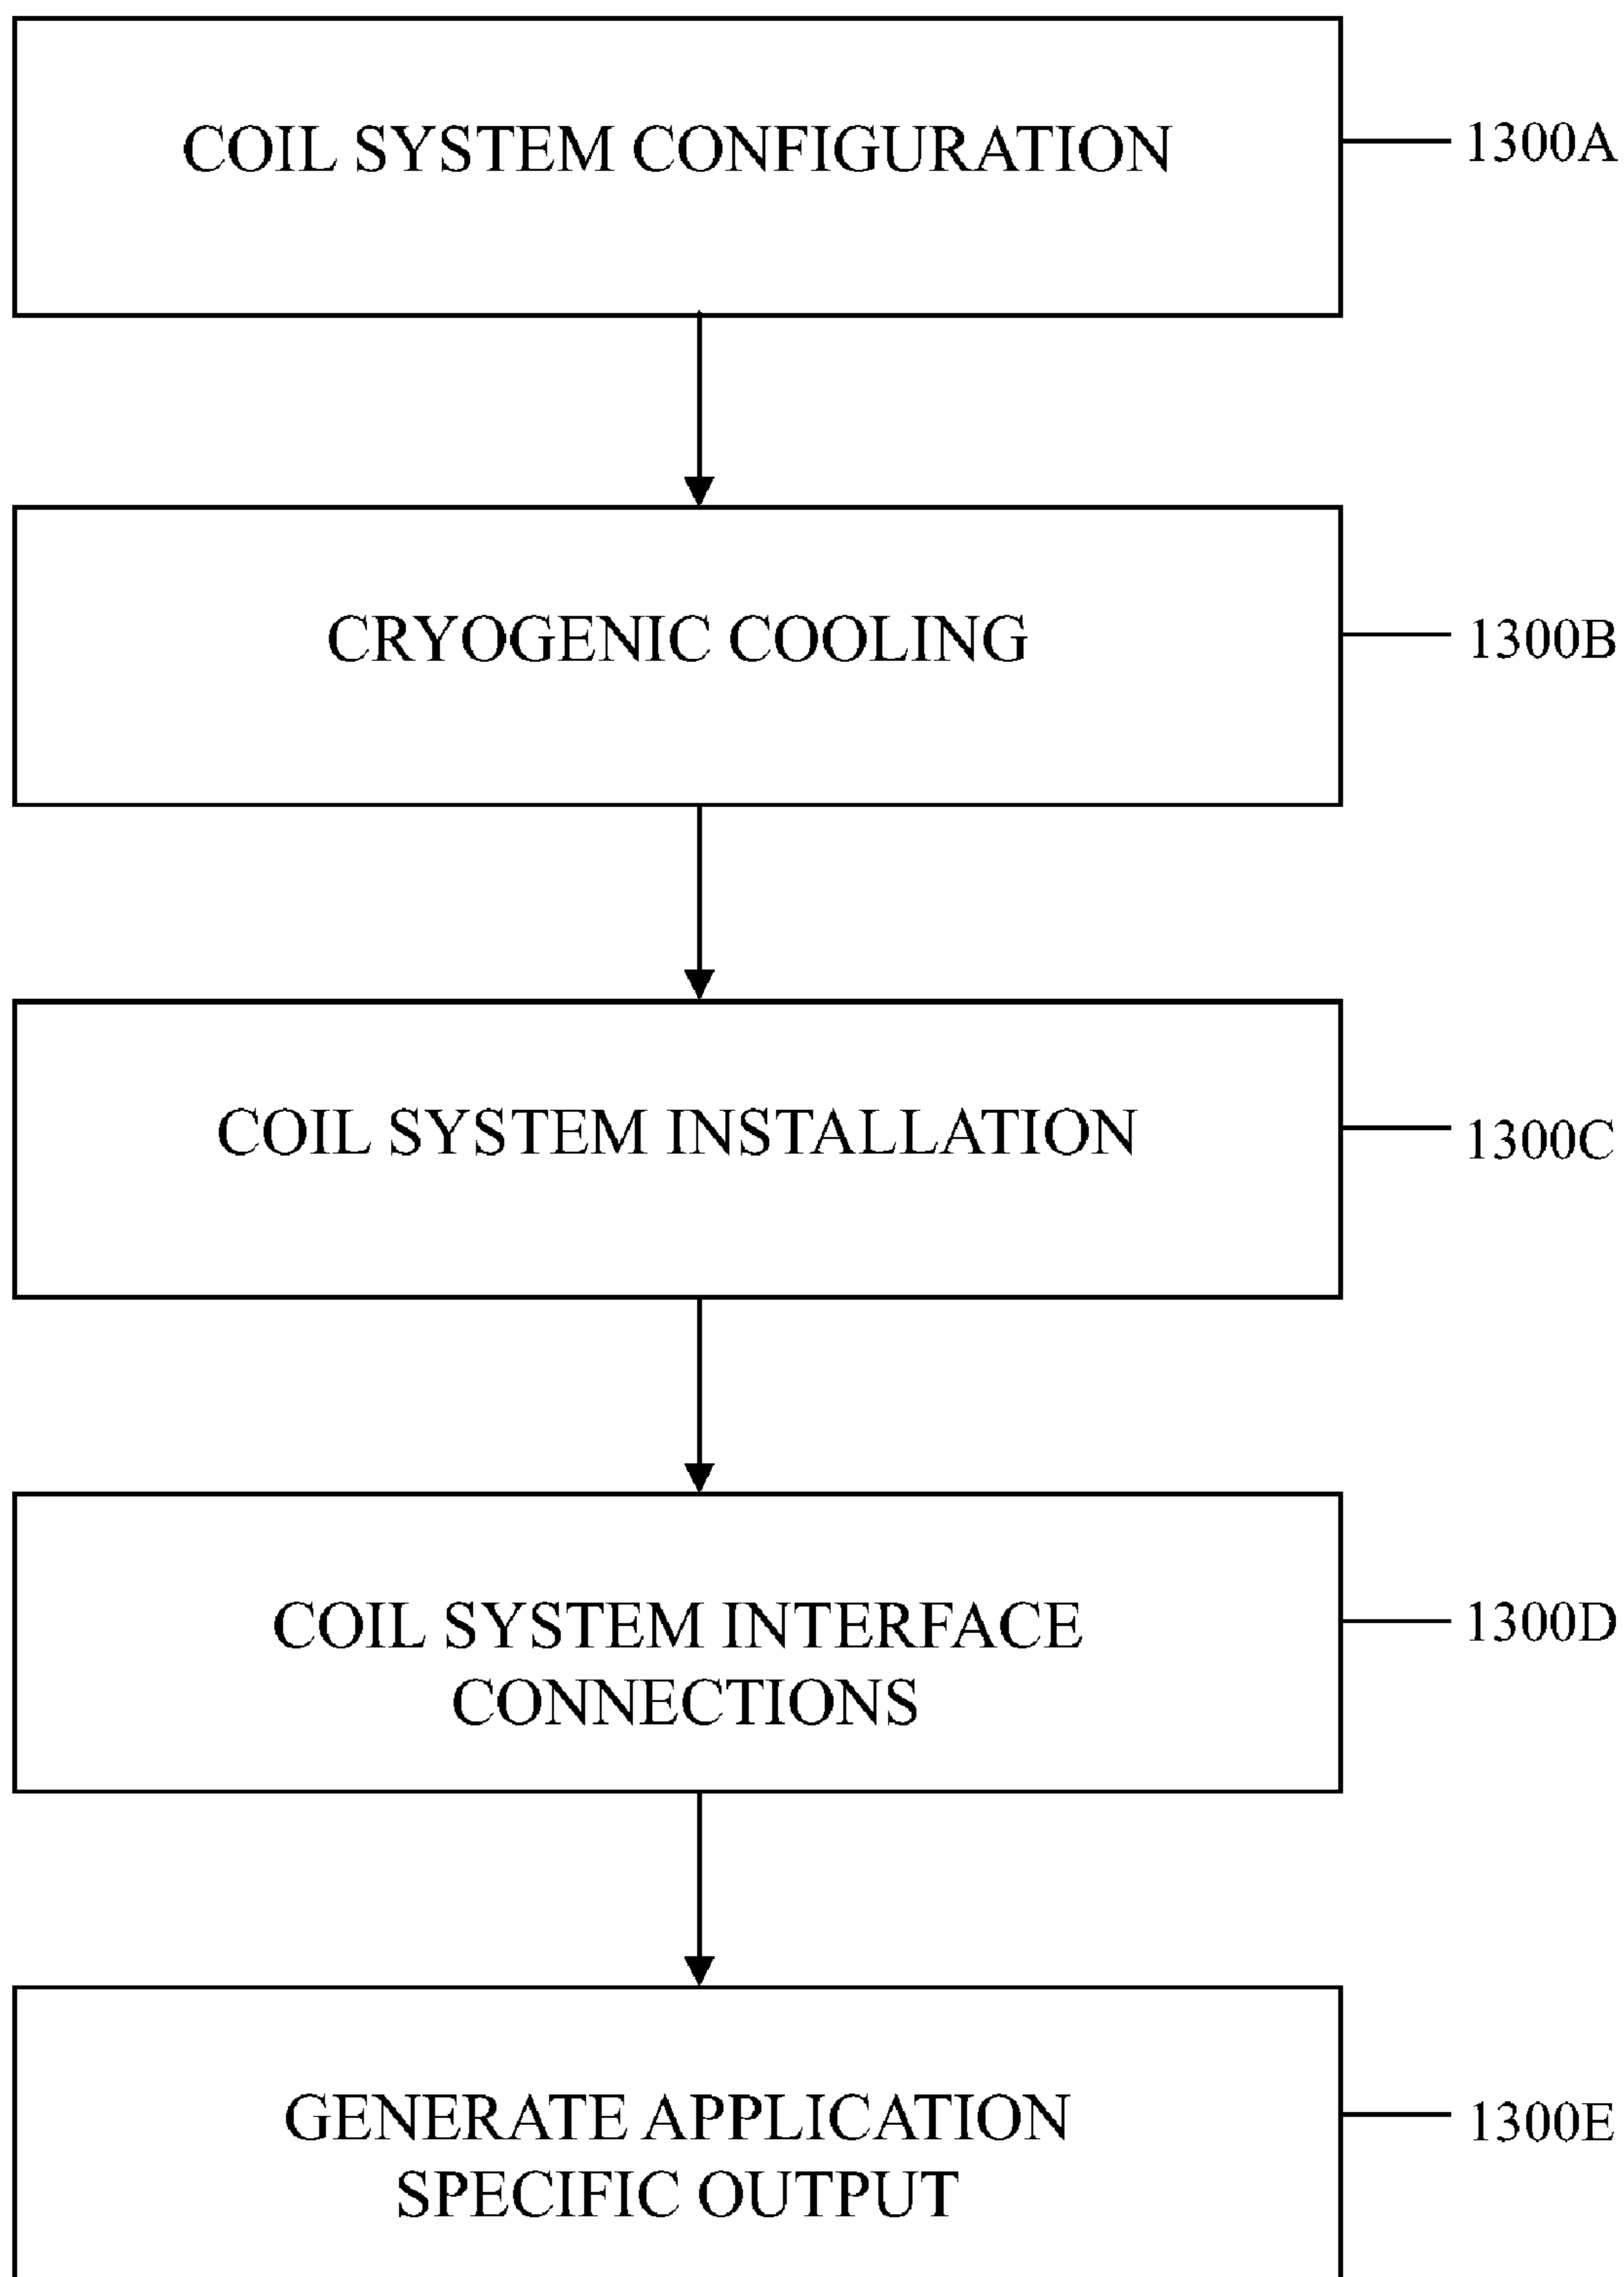 COIL SYSTEM CONFIGURATION
1300A
CRYOGENIC COOLING
1300B
COIL SYSTEM INSTALLATION
1300C
COIL SYSTEM INTERFACE
CONNECTIONS
1300D
GENERATE APPLICATION
SPECIFIC OUTPUT
1300E